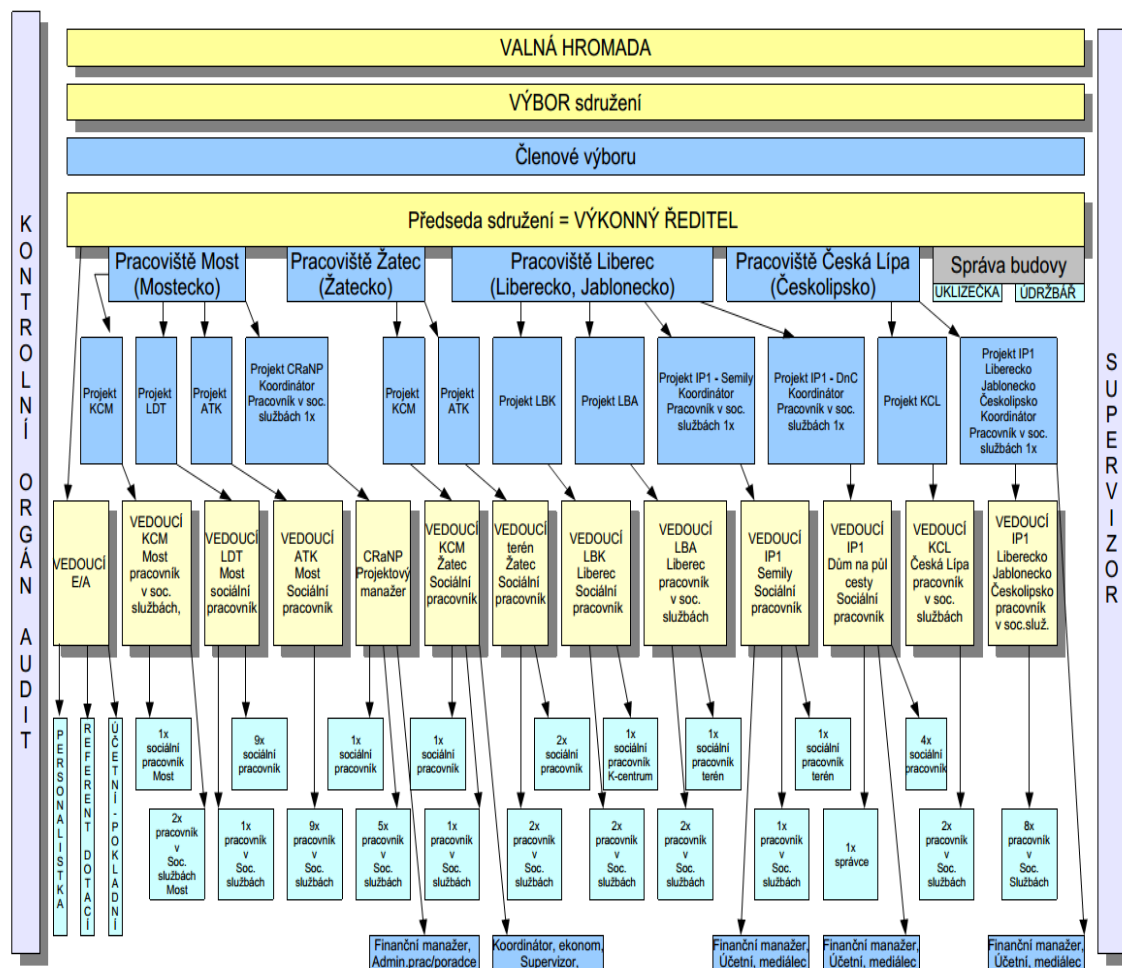 VALNÁ HROMADA
VÝBOR sdružení
Členové výboru
Předseda sdružení = VÝKONNÝ ŘEDITEL
KONTROLNÍ ORGÁN AUDIT
SUPERVIZOR
Pracoviště Most
(Mostecko)
Pracoviště Žatec
(Žatecko)
Pracoviště Liberec
(Liberecko, Jablonecko)
Pracoviště Česká Lípa
(Českolipsko)
Správa budovy
UKLIZEČKA
ÚDRŽBÁŘ
Projekt
KCM
Projekt
LDT
Projekt
ATK
Projekt CRaNP
Koordinátor
Pracovník v soc.
službách 1x
Projekt
KCM
Projekt
ATK
Projekt LBK
Projekt LBA
Projekt IP1 - Semily
Koordinátor
Pracovník v soc.
službách 1x
Projekt IP1 - DnC
Koordinátor
Pracovník v soc.
službách 1x
Projekt KCL
Projekt IP1
Liberecko
Jablonecko
Českolipsko
Koordinátor
Pracovník v soc.
službách 1x
VEDOUCÍ
E/A
VEDOUCÍ
KCM
Most
pracovník
v soc.
službách,
VEDOUCÍ
LDT
Most
sociální
pracovník
VEDOUCÍ
ATK
Most
Sociální
pracovník
CRaNP
Projektový
manažer
VEDOUCÍ
KCM
Žatec
Sociální
pracovník
VEDOUCÍ
terén
Žatec
Sociální
pracovník
VEDOUCÍ
LBK
Liberec
Sociální
pracovník
VEDOUCÍ
LBA
Liberec
pracovník
v soc.
službách
VEDOUCÍ
IP1
Semily
Sociální
pracovník
VEDOUCÍ
IP1
Dům na půl
cesty
Sociální
pracovník
VEDOUCÍ
KCL
Česká Lípa
pracovník
v soc.
službách
VEDOUCÍ
IP1
Liberecko
Jablonecko
Českolipsko
pracovník
v soc.služ.
PERSONALISTKA
REFERENT DOTACÍ
ÚČETNÍ-POKLADNÍ
1x
sociální
pracovník
Most
9x
sociální
pracovník
1x
sociální
pracovník
1x
sociální
pracovník
2x
sociální
pracovník
1x
sociální
pracovník
K-centrum
1x
sociální
pracovník
terén
1x
sociální
pracovník
terén
4x
sociální
pracovník
2x
pracovník
v
Soc.
službách
Most
1x
pracovník
v
Soc.
službách
9x
pracovník
v
Soc.
službách
5x
pracovník
v
Soc.
službách
1x
pracovník
v
Soc.
službách
2x
pracovník
v
Soc.
službách
2x
pracovník
v
Soc.
službách
2x
pracovník
v
Soc.
službách
1x
pracovník
v
Soc.
službách
1x
správce
2x
pracovník
v
Soc.
službách
8x
pracovník
v
Soc.
Službách
Finanční manažer,
Admin.prac/poradce
Koordinátor, ekonom,
Supervizor,
Finanční manažer,
Účetní, mediálec
Finanční manažer,
Účetní, mediálec
Finanční manažer,
Účetní, mediálec